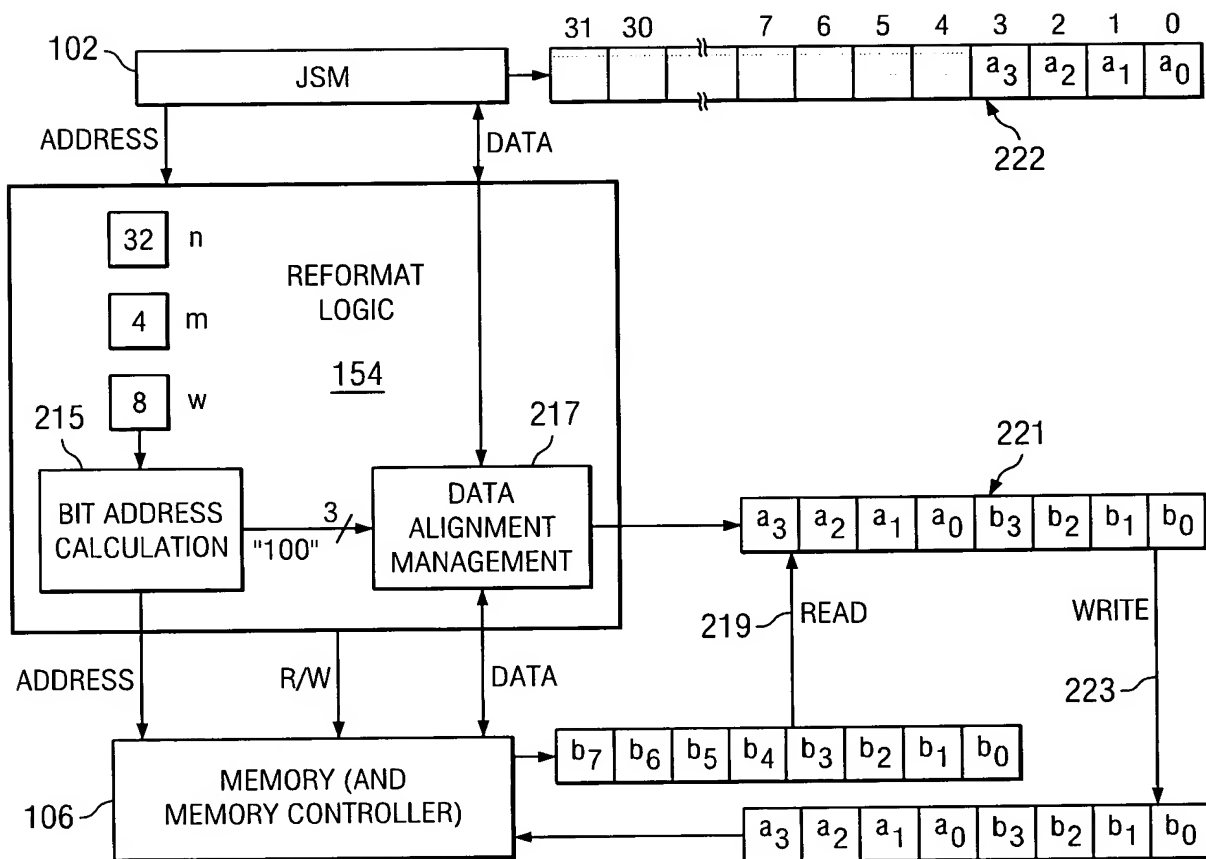 31 30 7 6 5 4 3 2 1 0
102 JSM a3 a2 a1 a0
ADDRESS DATA 222
32 n
REFORMAT
LOGIC
4 m
154
8 w
215 217 221
BIT ADDRESS
CALCULATION
3
"100"
DATA
ALIGNMENT
MANAGEMENT
a3 a2 a1 a0 b3 b2 b1 b0
219 READ WRITE
223
ADDRESS R/W DATA
b7 b6 b5 b4 b3 b2 b1 b0
106 MEMORY (AND
MEMORY CONTROLLER)
a3 a2 a1 a0 b3 b2 b1 b0